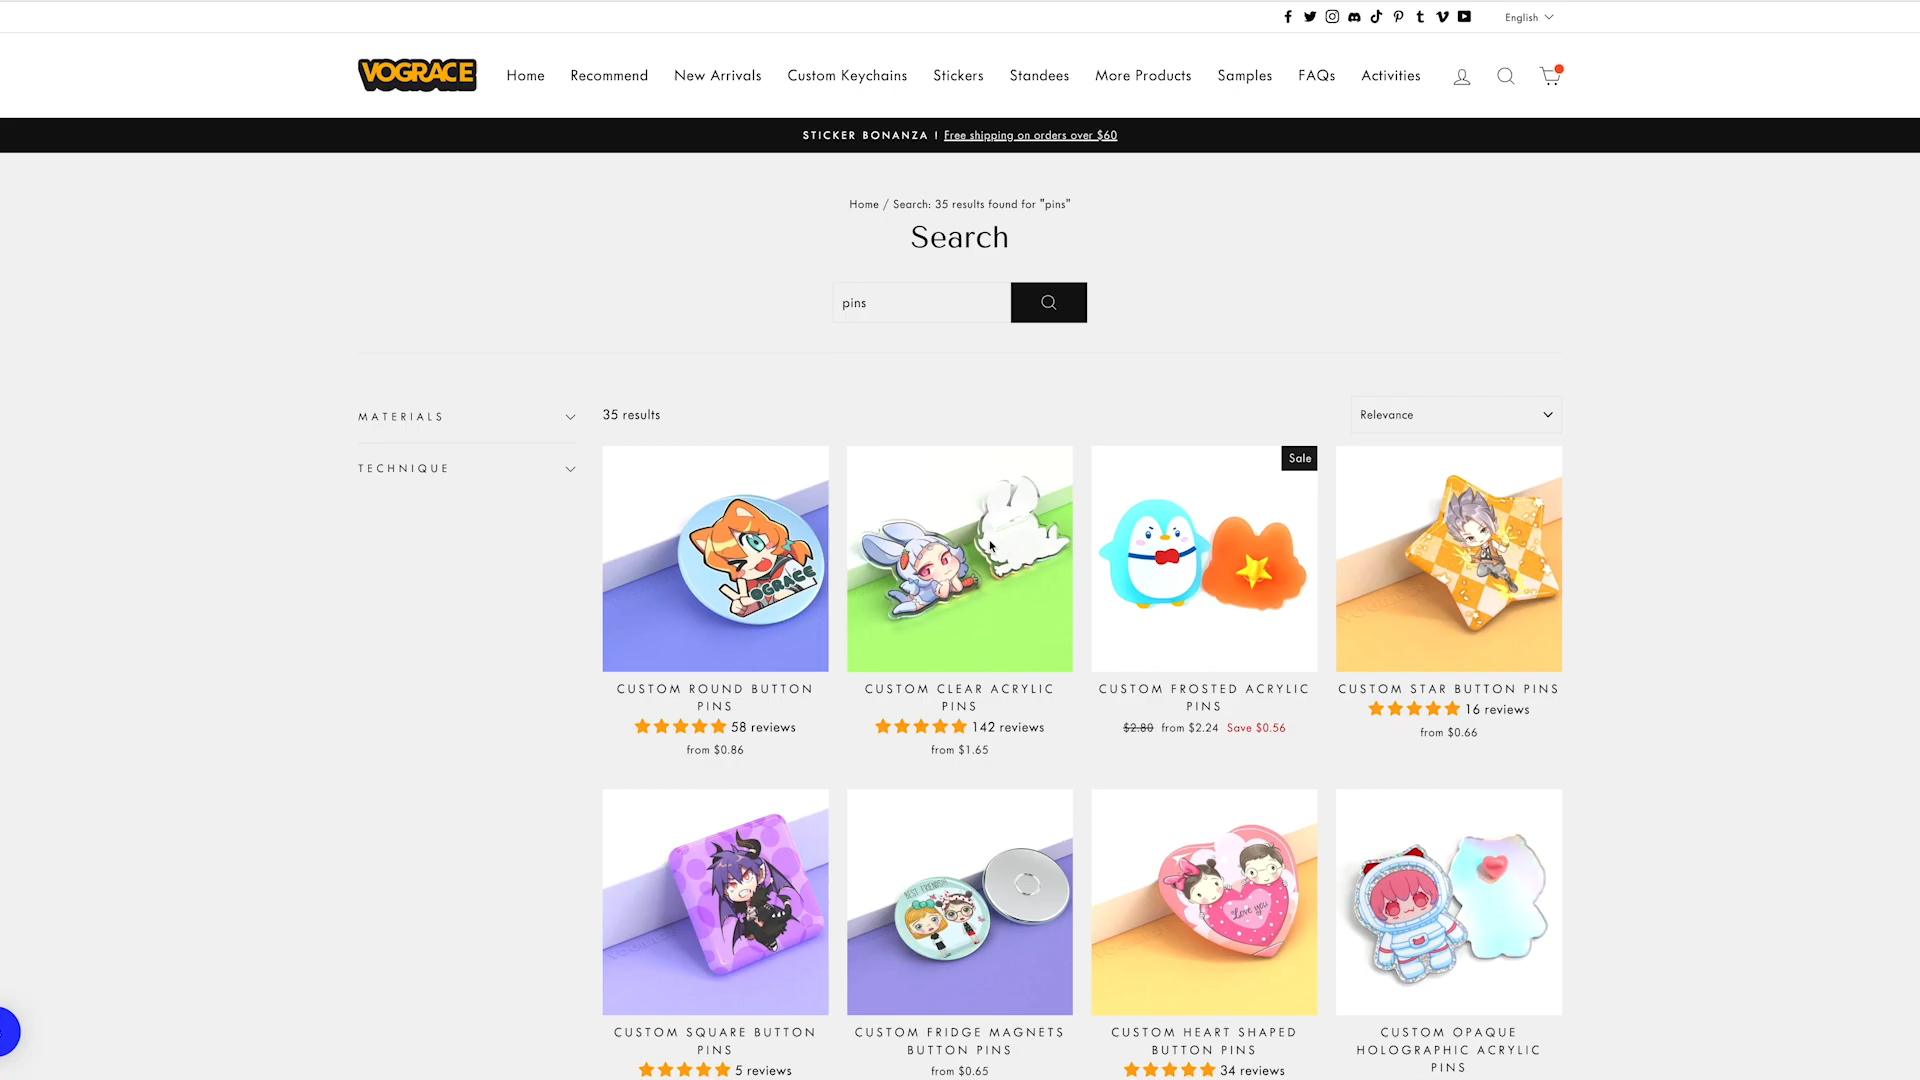 English
VOGRACE
Home
Recommend
New Arrivals
Custom Keychains
Stickers
Standees
More Products
Samples
FAQs
Activities
STICKER BONANZA ! Free shipping on orders over $60
Home / Search: 35 results found for "pins"
Search
pins
MATERIALS
TECHNIQUE
35 results
Relevance
Sale
OGRACE
CUSTOM ROUND BUTTON
PINS
58 reviews
from $0.86
CUSTOM CLEAR ACRYLIC
PINS
142 reviews
from $1.65
CUSTOM FROSTED ACRYLIC
PINS
$2.80 from $2.24 Save $0.56
CUSTOM STAR BUTTON PINS
16 reviews
from $0.66
BEST FRIENDS!!
Love you
CUSTOM SQUARE BUTTON
PINS
5 reviews
CUSTOM FRIDGE MAGNETS
BUTTON PINS
from $0.65
CUSTOM HEART SHAPED
BUTTON PINS
34 reviews
CUSTOM OPAQUE
HOLOGRAPHIC ACRYLIC
PINS